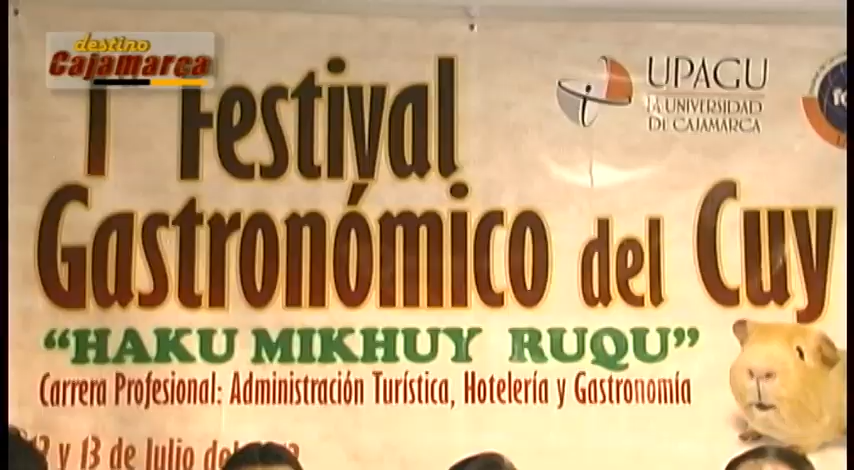 destino
Cajamarca
I Festival
Gastronómico del Cuy
"HAKU MIKHUY RUQU"
Carrera Profesional: Administración Turística, Hotelería y Gastronomía
y 13 de Julio del
UPAGU
LA UNIVERSIDAD
DE CAJAMARCA